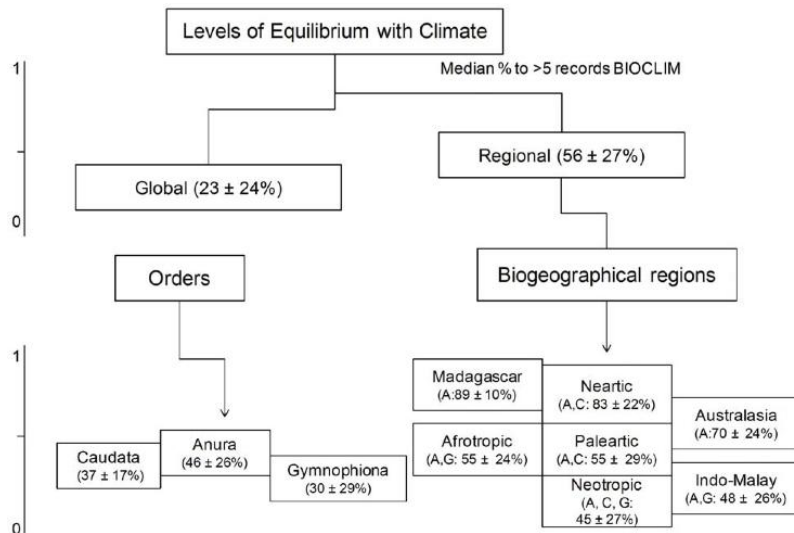 Levels of Equilibrium with Climate
1
Median % to >5 records BIOCLIM
Regional (56 ± 27%)
Global (23 ± 24%)
0
Orders
Biogeographical regions
1
Madagascar
(A:89 ± 10%)
Neartic
(A,C: 83 ± 22%)
Australasia
(A:70 ± 24%)
Afrotropic
(A,G: 55 ± 24%)
Paleartic
(A,C: 55 ± 29%)
Caudata
(37 ± 17%)
Anura
(46 ± 26%)
Gymnophiona
(30 ± 29%)
Neotropic
(A, C, G:
45 ± 27%)
Indo-Malay
(A,G: 48 ± 26%)
0